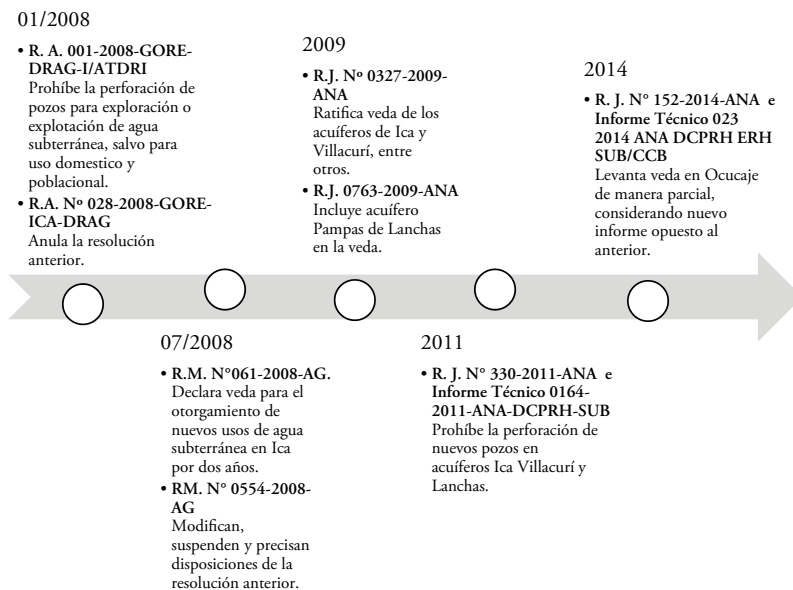 01/2008
• R. A. 001-2008-GORE-
DRAG-I/ATDRI
Prohíbe la perforación de
pozos para exploración o
explotación de agua
subterránea, salvo para
uso domestico y
poblacional.
• R.A. Nº 028-2008-GORE-
ICA-DRAG
Anula la resolución
anterior.
2009
• R.J. Nº 0327-2009-
ANA
Ratifica veda de los
acuíferos de Ica y
Villacurí, entre
otros.
• R.J. 0763-2009-ANA
Incluye acuífero
Pampas de Lanchas
en la veda.
2014
• R. J. N° 152-2014-ANA e
Informe Técnico 023
2014 ANA DCPRH ERH
SUB/CCB
Levanta veda en Ocucaje
de manera parcial,
considerando nuevo
informe opuesto al
anterior.
07/2008
• R.M. N°061-2008-AG.
Declara veda para el
otorgamiento de
nuevos usos de agua
subterránea en Ica
por dos años.
• RM. N° 0554-2008-
AG
Modifican,
suspenden y precisan
disposiciones de la
resolución anterior.
2011
• R. J. N° 330-2011-ANA e
Informe Técnico 0164-
2011-ANA-DCPRH-SUB
Prohíbe la perforación de
nuevos pozos en
acuíferos Ica Villacurí y
Lanchas.